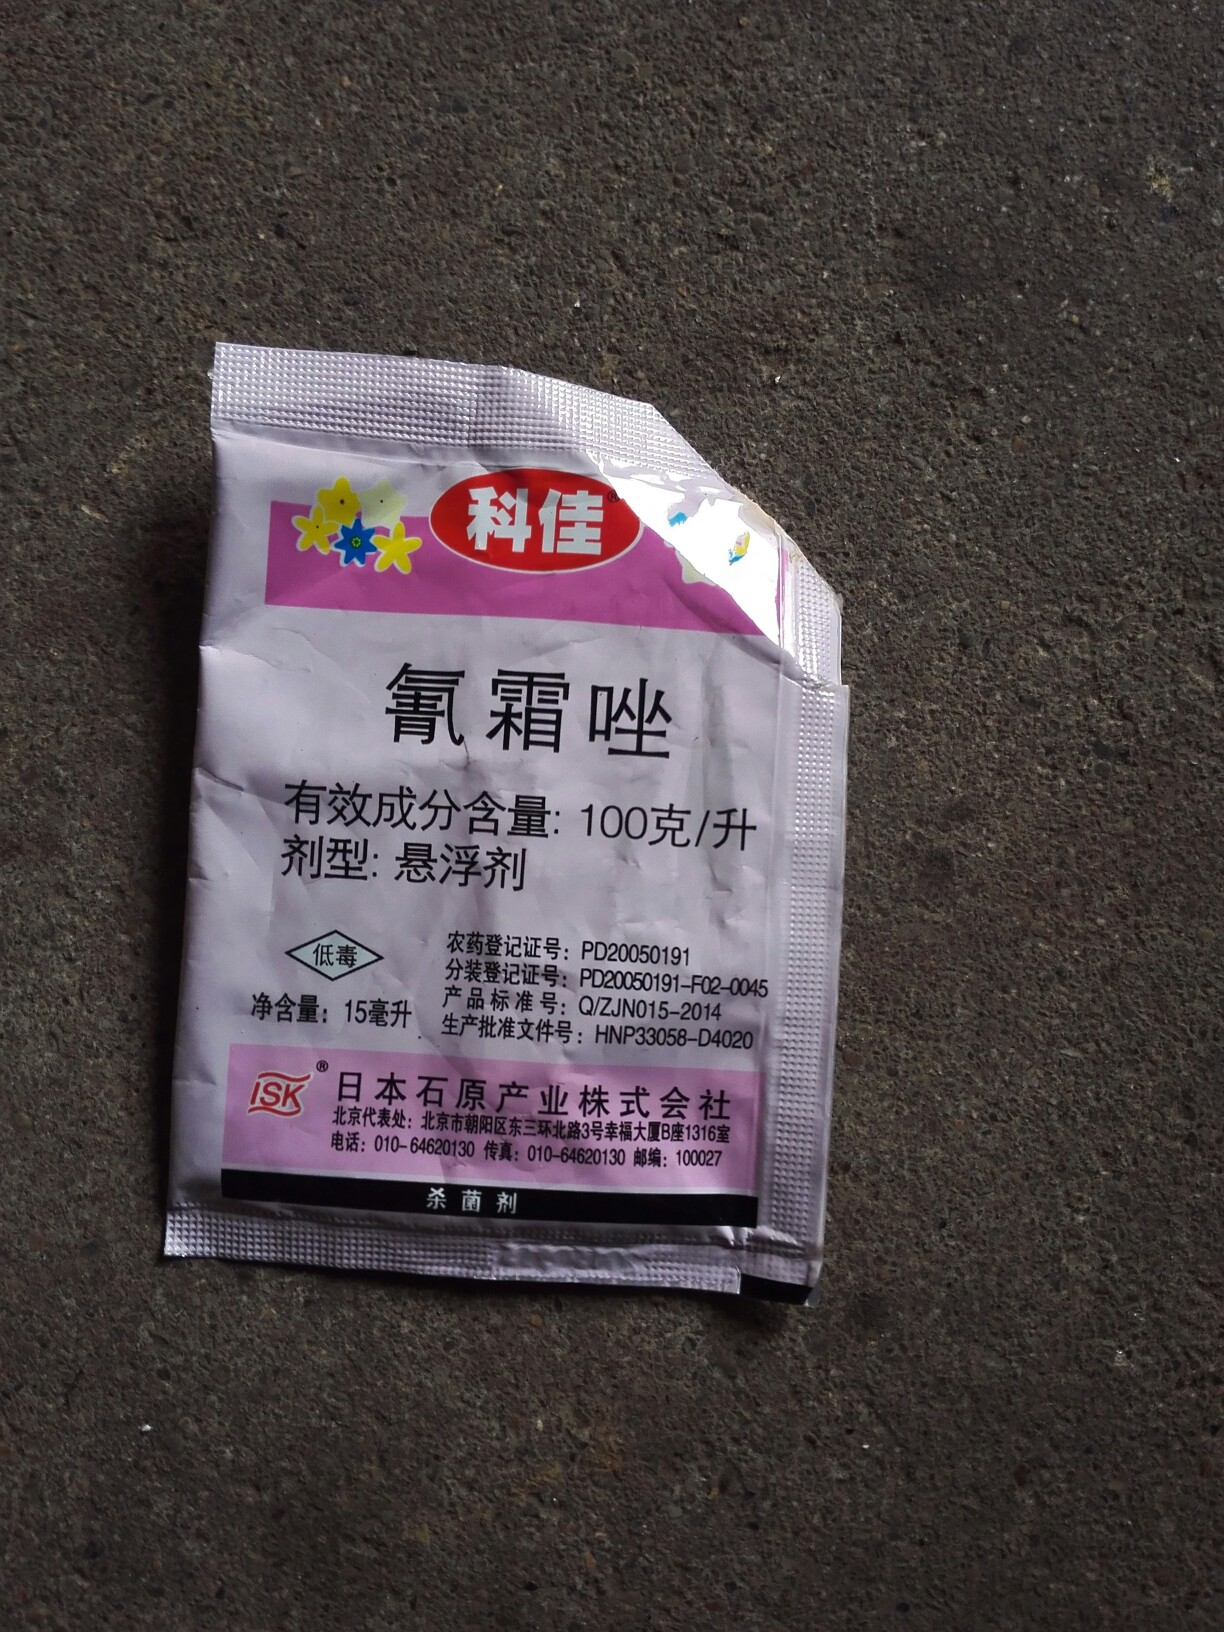 科佳®
氰霜唑
有效成分含量: 100克/升
剂型: 悬浮剂
低毒
净含量: 15毫升
农药登记证号: PD20050191
分装登记证号: PD20050191-F02-0045
产品标准号: Q/ZJN015-2014
生产批准文件号: HNP33058-D4020
ISK®
日本石原产业株式会社
北京代表处: 北京市朝阳区东三环北路3号幸福大厦B座1316室
电话: 010-64620130 传真: 010-64620130 邮编: 100027
杀菌剂